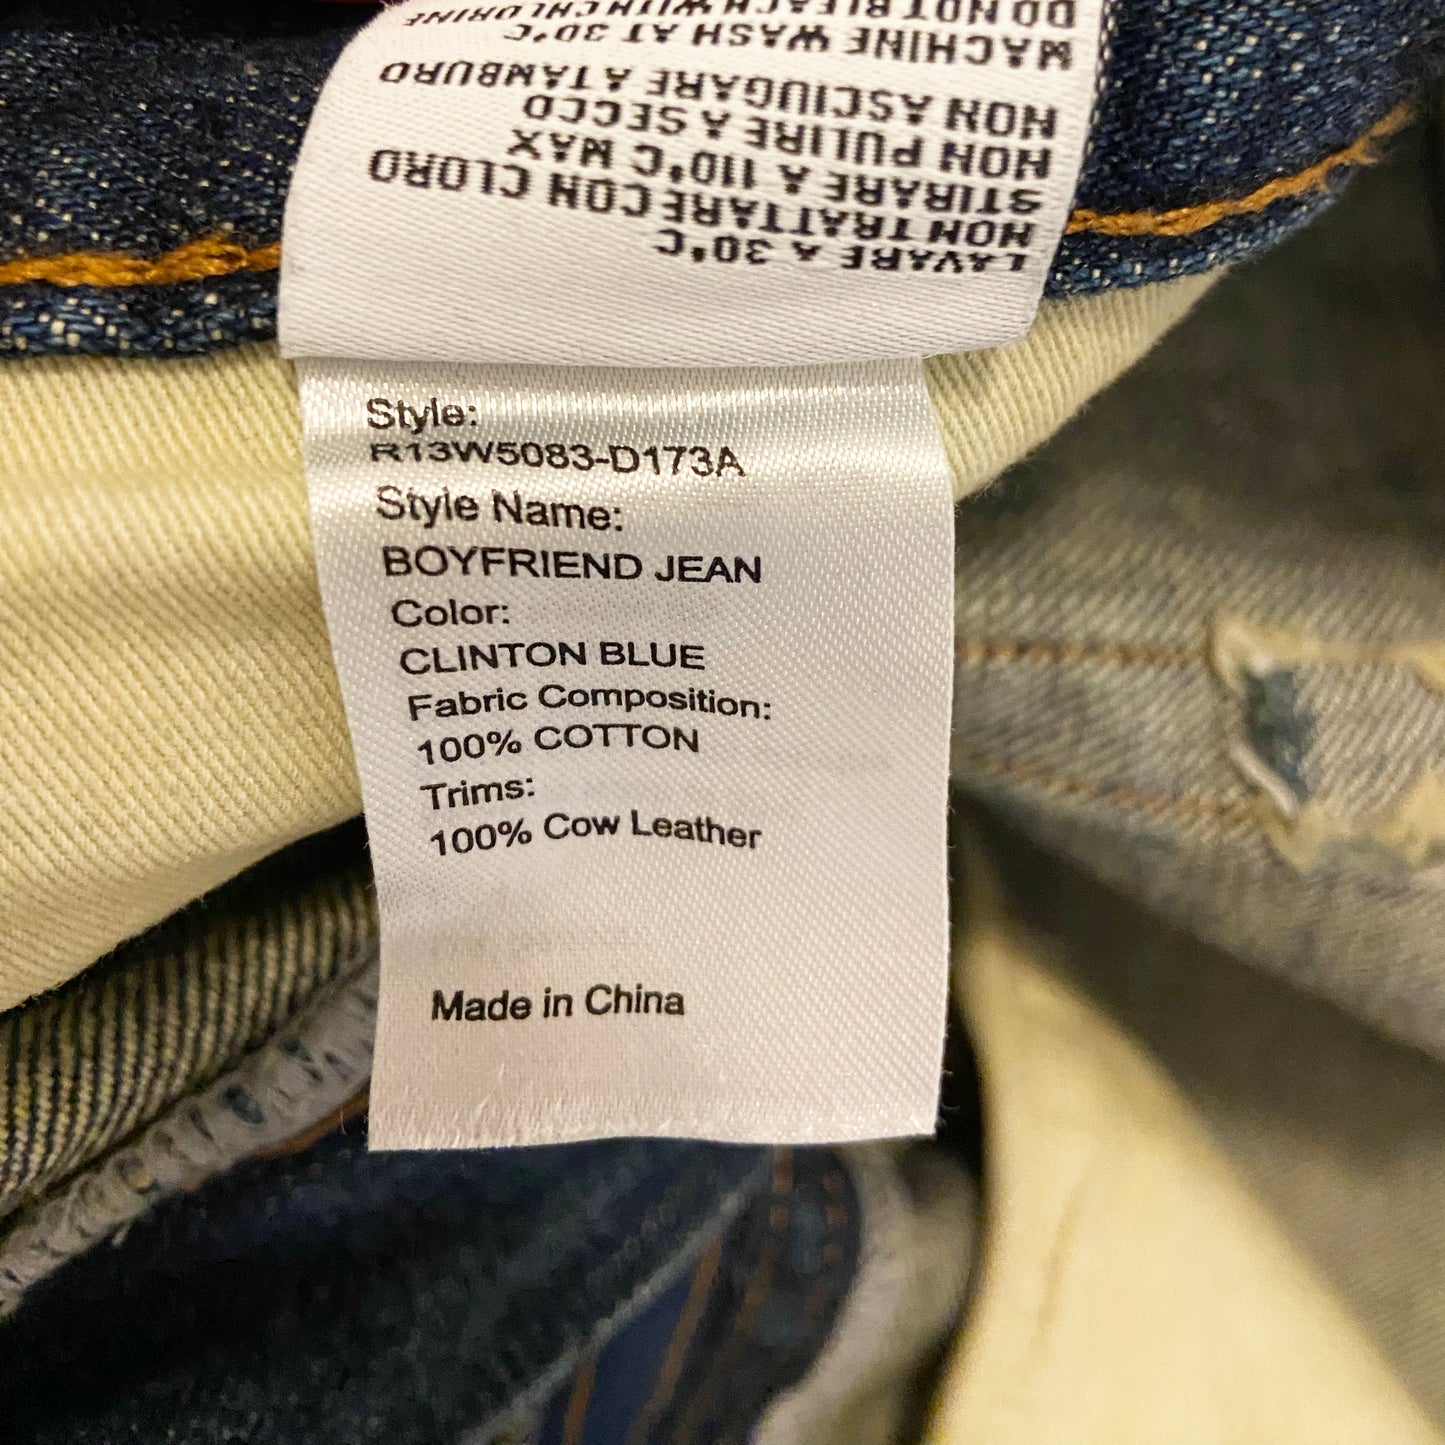 DO NOT BLEACH WITH CHLORINE
MACHINE WASH AT 30°C
NON ASCIUGARE A TAMBURO
NON PULIRE A SECCO
STIRARE A 110°C MAX
NON TRATTARECON CLORO
LAVARE A 30°C
Style:
R13W5083-D173A
Style Name:
BOYFRIEND JEAN
Color:
CLINTON BLUE
Fabric Composition:
100% COTTON
Trims:
100% Cow Leather
Made in China